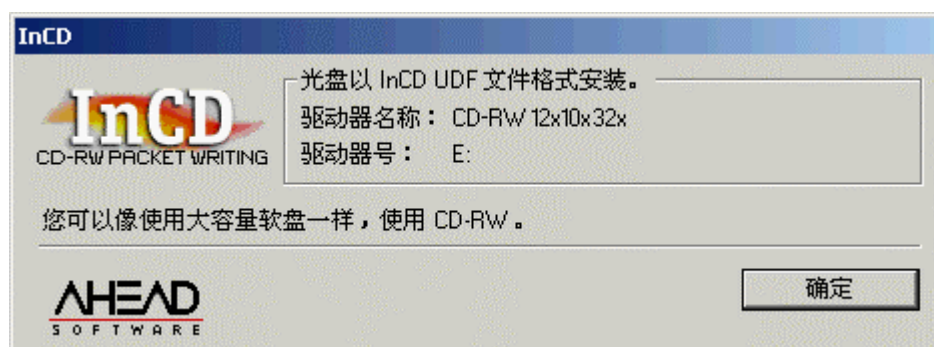 InCD
光盘以 InCD UDF 文件格式安装。
InCD
驱动器名称： CD-RW 12x10x32x
CD-RW PACKET WRITING
驱动器号： E:
您可以像使用大容量软盘一样，使用 CD-RW。
AHEAD
SOFTWARE
确定